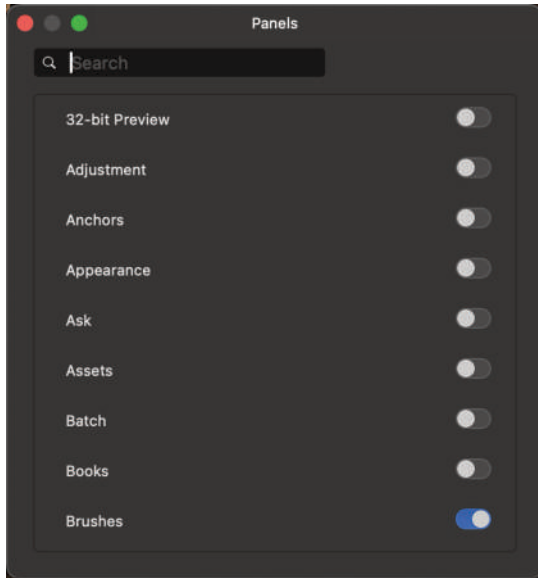 Panels
Search
32-bit Preview
Adjustment
Anchors
Appearance
Ask
Assets
Batch
Books
Brushes